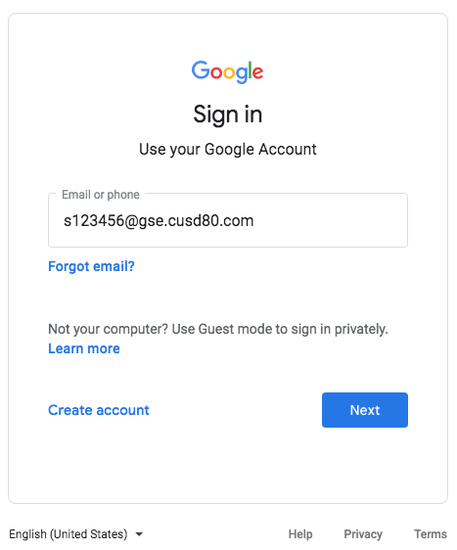 Google
Sign in
Use your Google Account
Email or phone
s123456@gse.cusd80.com
Forgot email?
Not your computer? Use Guest mode to sign in privately.
Learn more
Create account
Next
English (United States)
Help
Privacy
Terms